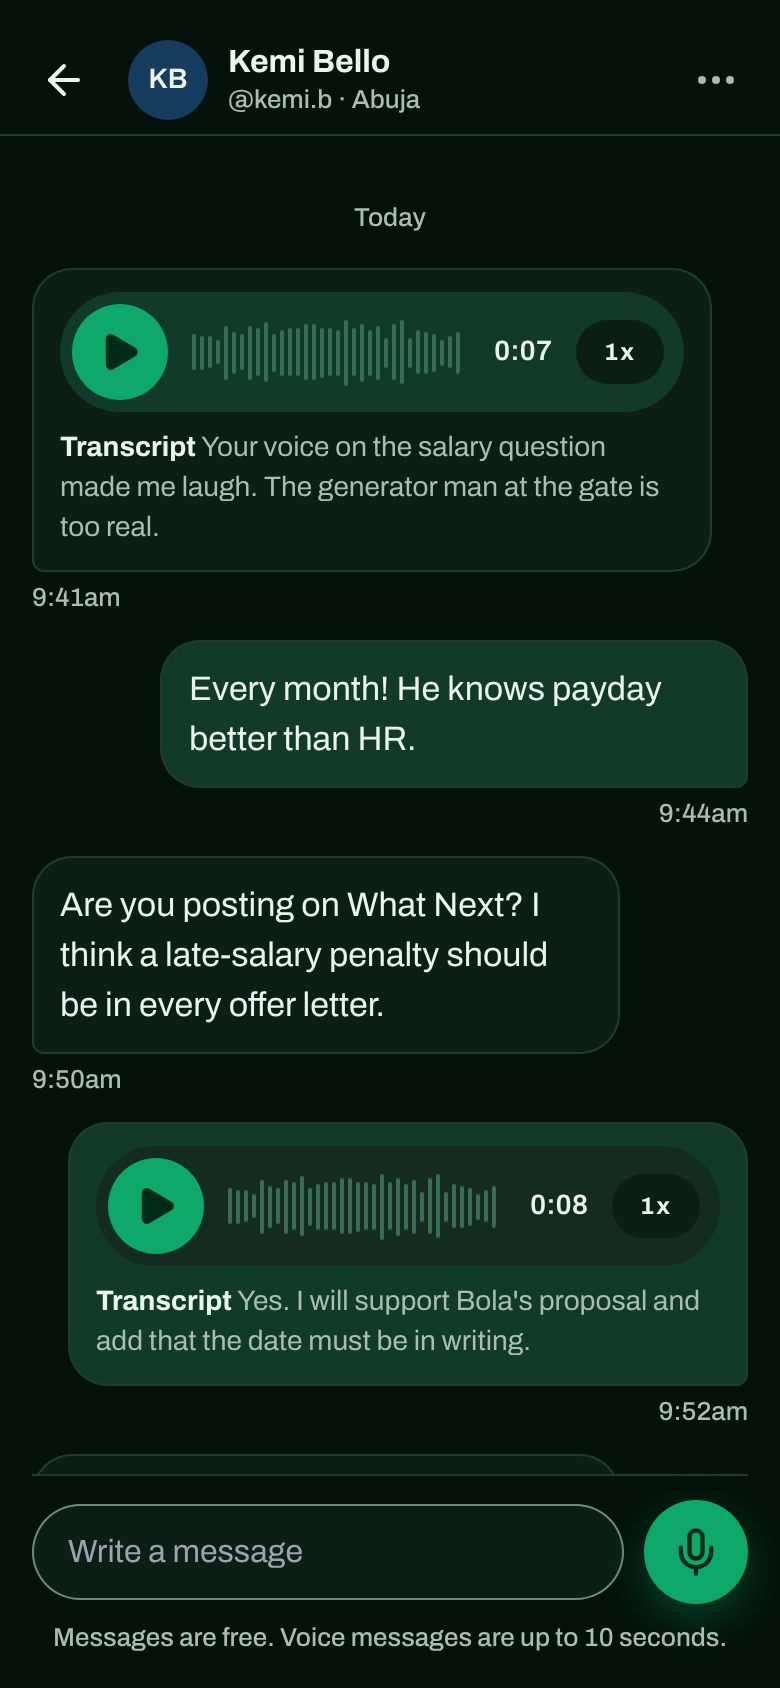 KB
Kemi Bello
@kemi.b · Abuja
Today
0:07
1x
Transcript Your voice on the salary question
made me laugh. The generator man at the gate is
too real.
9:41am
Every month! He knows payday
better than HR.
9:44am
Are you posting on What Next? I
think a late-salary penalty should
be in every offer letter.
9:50am
0:08
1x
Transcript Yes. I will support Bola's proposal and
add that the date must be in writing.
9:52am
Write a message
Messages are free. Voice messages are up to 10 seconds.